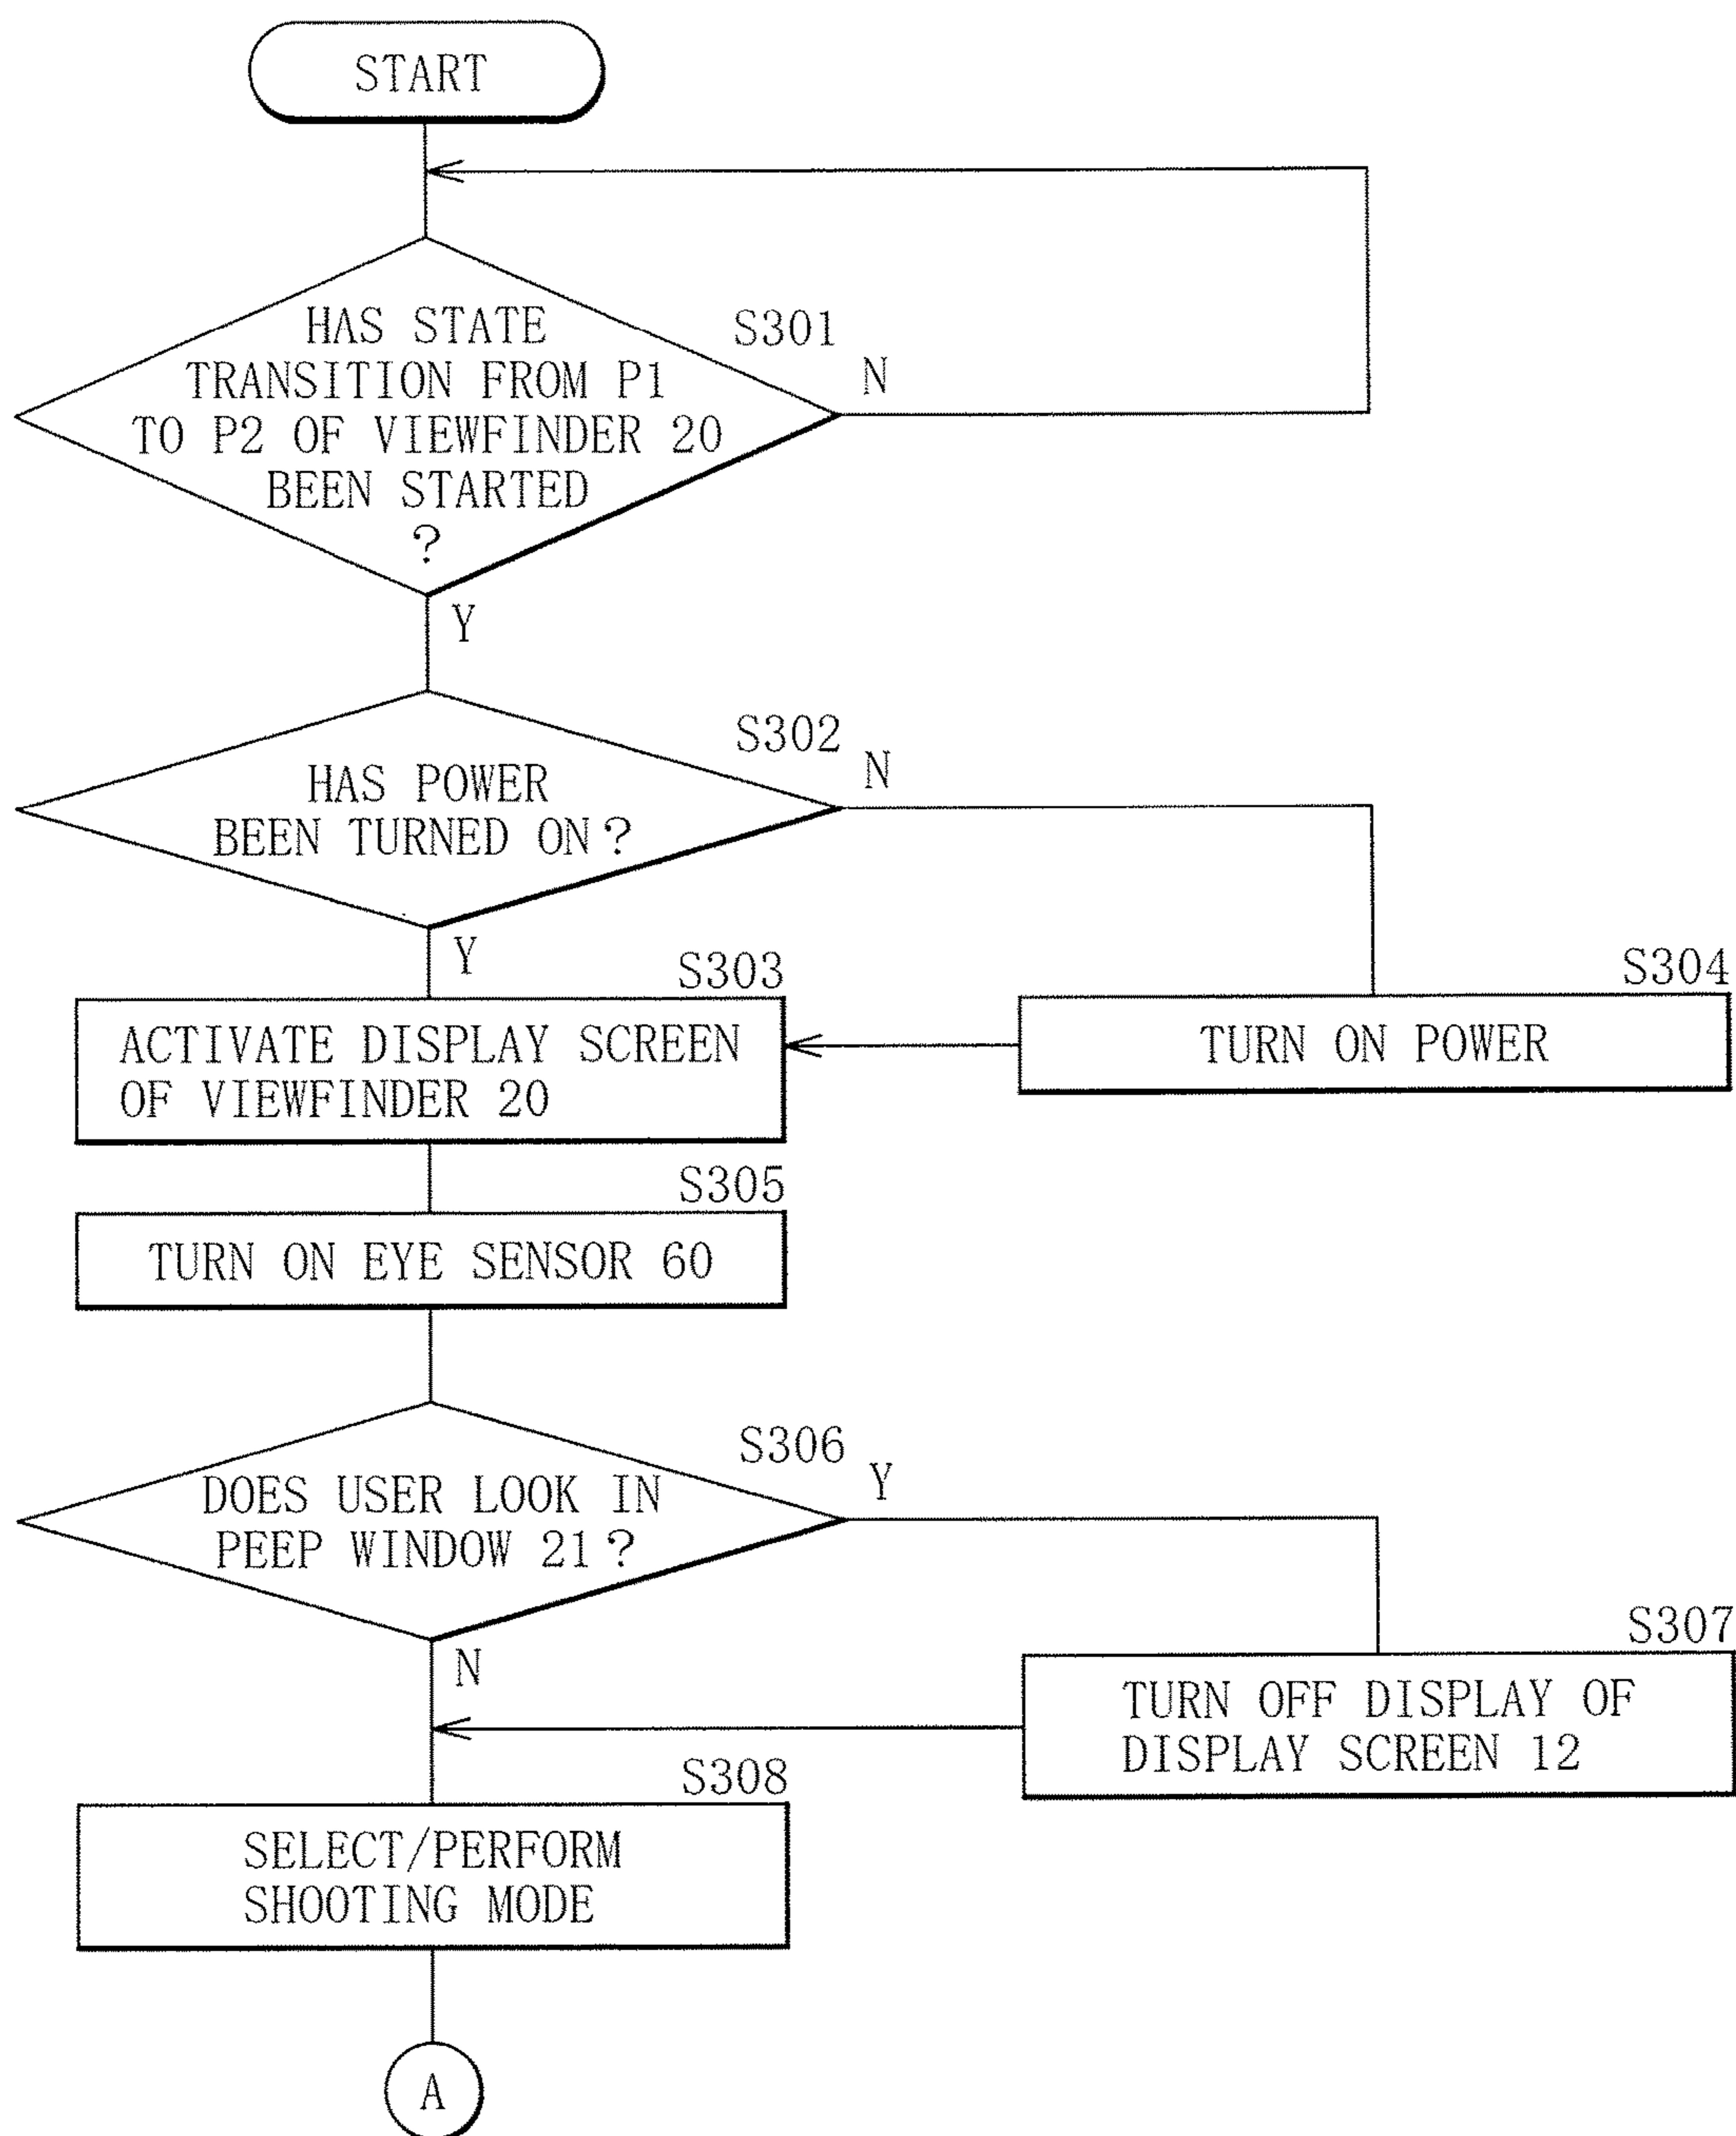 START
S301
HAS STATE
TRANSITION FROM P1
TO P2 OF VIEWFINDER 20
BEEN STARTED
?
N
Y
S302
HAS POWER
BEEN TURNED ON?
N
Y
S303
ACTIVATE DISPLAY SCREEN
OF VIEWFINDER 20
S304
TURN ON POWER
S305
TURN ON EYE SENSOR 60
S306
DOES USER LOOK IN
PEEP WINDOW 21?
Y
N
S307
TURN OFF DISPLAY OF
DISPLAY SCREEN 12
S308
SELECT/PERFORM
SHOOTING MODE
A